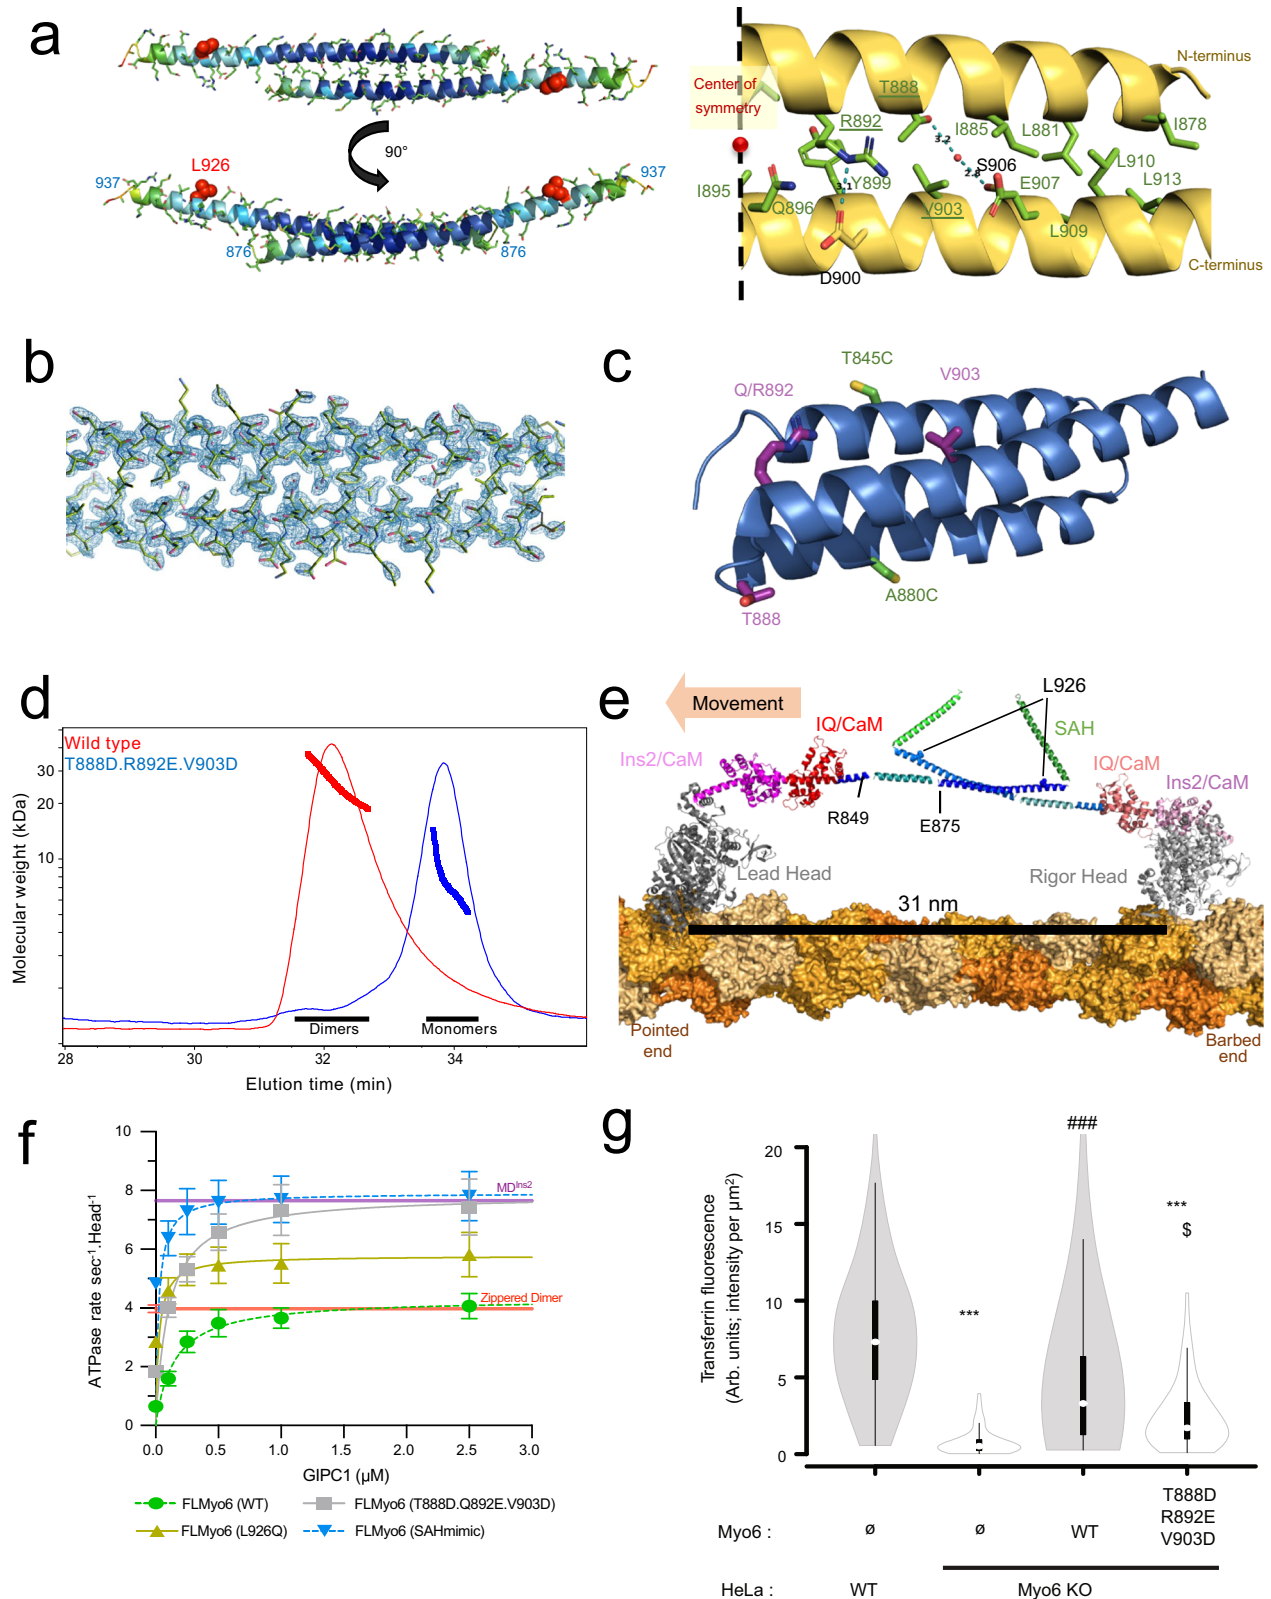 a
L926
90°
937
937
876
876
Center of
symmetry
N-terminus
T888
R892
I885
L881
I878
3.2
S906
L910
2.8
I895
Y899
E907
L913
3.1
Q896
V903
L909
D900
C-terminus
b
c
T845C
Q/R892
V903
A880C
T888
d
Wild type
T888D.R892E.V903D
Molecular weight (kDa)
30
20
10
Dimers
Monomers
28
30
32
34
Elution time (min)
e
Movement
L926
IQ/CaM
SAH
Ins2/CaM
IQ/CaM
Ins2/CaM
R849
E875
Lead Head
Rigor Head
31 nm
Pointed
end
Barbed
end
f
ATPase rate sec-1.Head-1
10
8
6
4
2
0
MDIns2
Zippered Dimer
0.0
0.5
1.0
1.5
2.0
2.5
3.0
GIPC1 (µM)
FLMyo6 (WT)
FLMyo6 (T888D.Q892E.V903D)
FLMyo6 (L926Q)
FLMyo6 (SAHmimic)
g
Transferrin fluorescence
(Arb. units; intensity per µm²)
20
15
10
5
0
***
###
***
$
Myo6 :
ø
ø
WT
T888D
R892E
V903D
HeLa :
WT
Myo6 KO